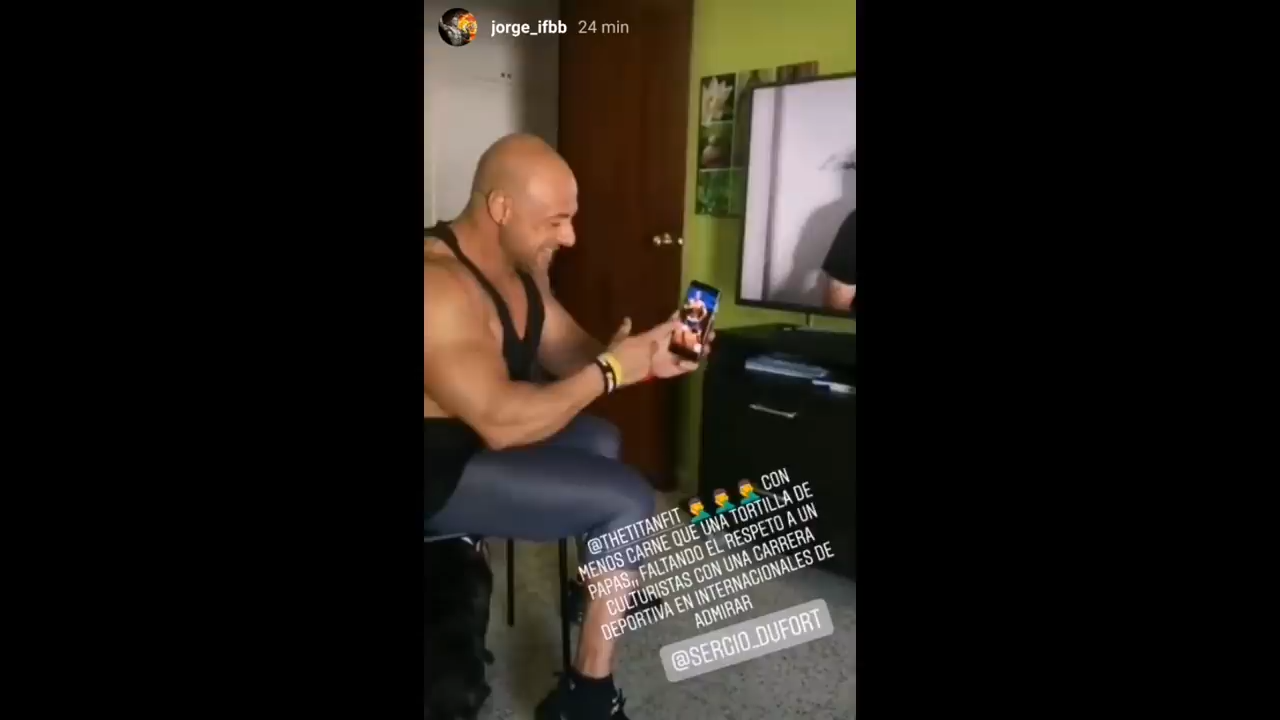 jorge_ifbb 24 min
@THETITANFIT 🤦‍♂️🤦‍♂️🤦‍♂️ CON
MENOS CARNE QUE UNA TORTILLA DE
PAPAS,, FALTANDO EL RESPETO A UN
CULTURISTAS CON UNA CARRERA
DEPORTIVA EN INTERNACIONALES DE
ADMIRAR
@SERGIO_DUFORT